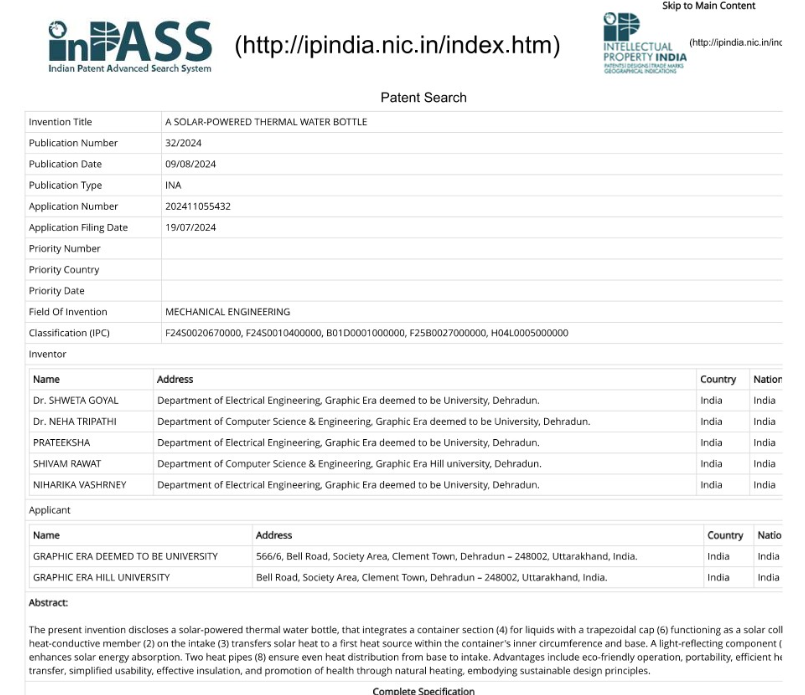 Skip to Main Content
inPASS
Indian Patent Advanced Search System
(http://ipindia.nic.in/index.htm)
INTELLECTUAL
PROPERTY INDIA
PATENTS | DESIGNS | TRADE MARKS
GEOGRAPHICAL INDICATIONS
(http://ipindia.nic.in/inc
Patent Search
Invention Title A SOLAR-POWERED THERMAL WATER BOTTLE
Publication Number 32/2024
Publication Date 09/08/2024
Publication Type INA
Application Number 202411055432
Application Filing Date 19/07/2024
Priority Number
Priority Country
Priority Date
Field Of Invention MECHANICAL ENGINEERING
Classification (IPC) F24S0020670000, F24S0010400000, B01D0001000000, F25B0027000000, H04L0005000000
Inventor
Name Address Country Nation
Dr. SHWETA GOYAL Department of Electrical Engineering, Graphic Era deemed to be University, Dehradun. India India
Dr. NEHA TRIPATHI Department of Computer Science & Engineering, Graphic Era deemed to be University, Dehradun. India India
PRATEEKSHA Department of Electrical Engineering, Graphic Era deemed to be University, Dehradun. India India
SHIVAM RAWAT Department of Computer Science & Engineering, Graphic Era Hill university, Dehradun. India India
NIHARIKA VASHRNEY Department of Electrical Engineering, Graphic Era deemed to be University, Dehradun. India India
Applicant
Name Address Country Natio
GRAPHIC ERA DEEMED TO BE UNIVERSITY 566/6, Bell Road, Society Area, Clement Town, Dehradun – 248002, Uttarakhand, India. India India
GRAPHIC ERA HILL UNIVERSITY Bell Road, Society Area, Clement Town, Dehradun – 248002, Uttarakhand, India. India India
Abstract:
The present invention discloses a solar-powered thermal water bottle, that integrates a container section (4) for liquids with a trapezoidal cap (6) functioning as a solar coll
heat-conductive member (2) on the intake (3) transfers solar heat to a first heat source within the container's inner circumference and base. A light-reflecting component (
enhances solar energy absorption. Two heat pipes (8) ensure even heat distribution from base to intake. Advantages include eco-friendly operation, portability, efficient he
transfer, simplified usability, effective insulation, and promotion of health through natural heating, embodying sustainable design principles.
Complete Specification